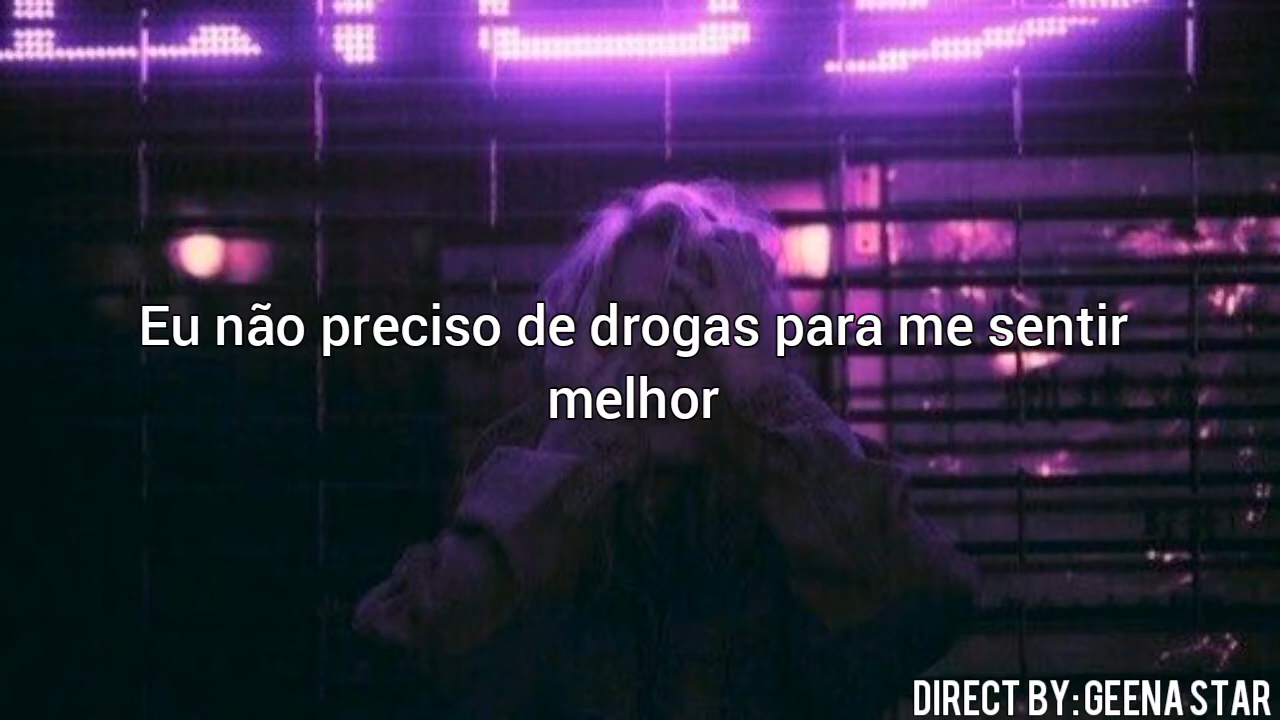 Eu não preciso de drogas para me sentir
melhor
DIRECT BY: GEENA STAR